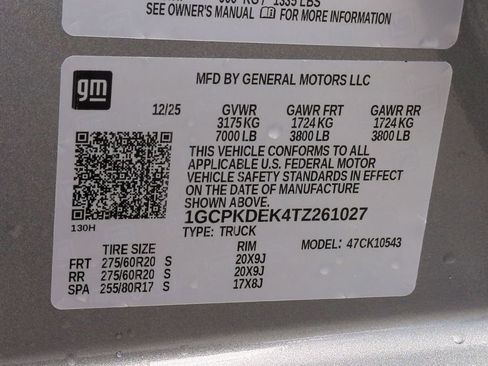 1335 LBS
SEE OWNER'S MANUAL FOR MORE INFORMATION
gm
MFD BY GENERAL MOTORS LLC
12/25 GVWR GAWR FRT GAWR RR
3175 KG 1724 KG 1724 KG
7000 LB 3800 LB 3800 LB
THIS VEHICLE CONFORMS TO ALL
APPLICABLE U.S. FEDERAL MOTOR
VEHICLE SAFETY STANDARDS IN EFFECT
ON THE DATE OF MANUFACTURE
SHOWN ABOVE.
1GCPKDEK4TZ261027
TYPE: TRUCK MODEL: 47CK10543
130H
TIRE SIZE RIM
FRT 275/60R20 S 20X9J
RR 275/60R20 S 20X9J
SPA 255/80R17 S 17X8J